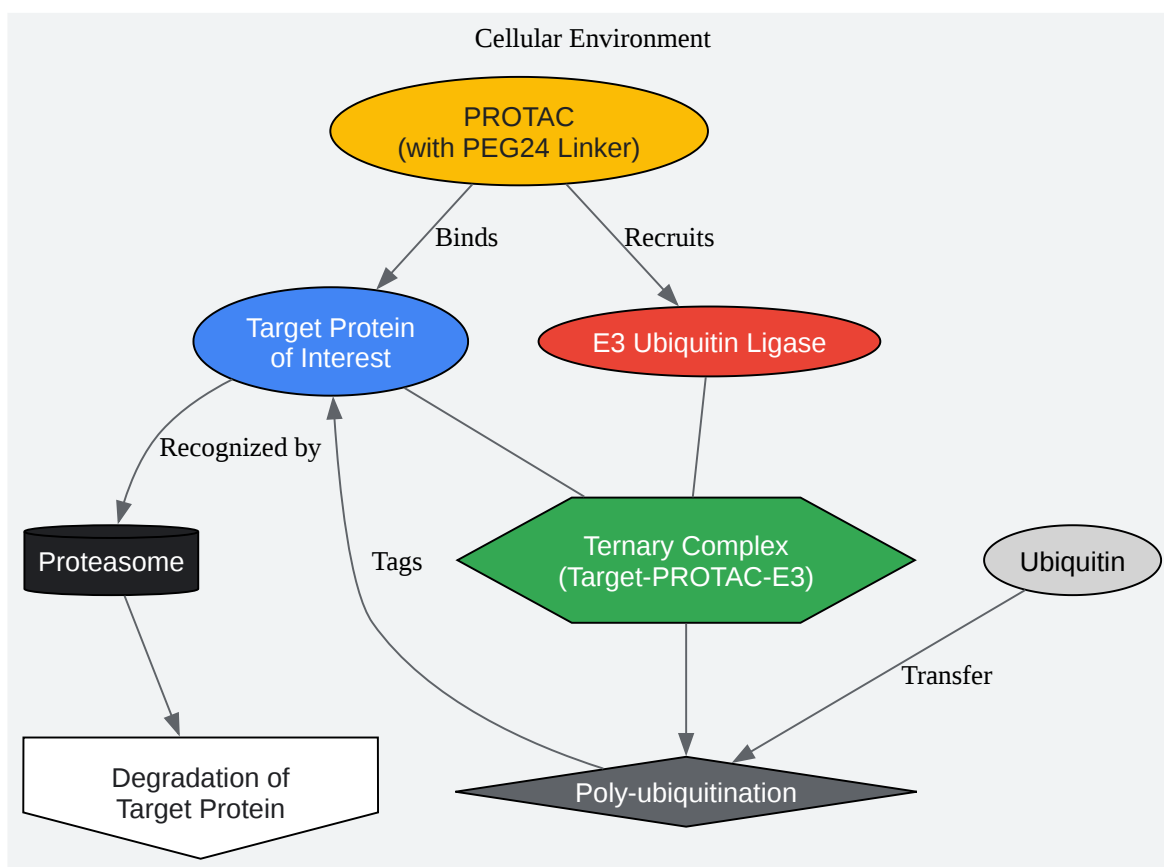 Cellular Environment
PROTAC
(with PEG24 Linker)
Binds
Recruits
Target Protein
of Interest
E3 Ubiquitin Ligase
Recognized by
Proteasome
Tags
Ternary Complex
(Target-PROTAC-E3)
Ubiquitin
Transfer
Degradation of
Target Protein
Poly-ubiquitination